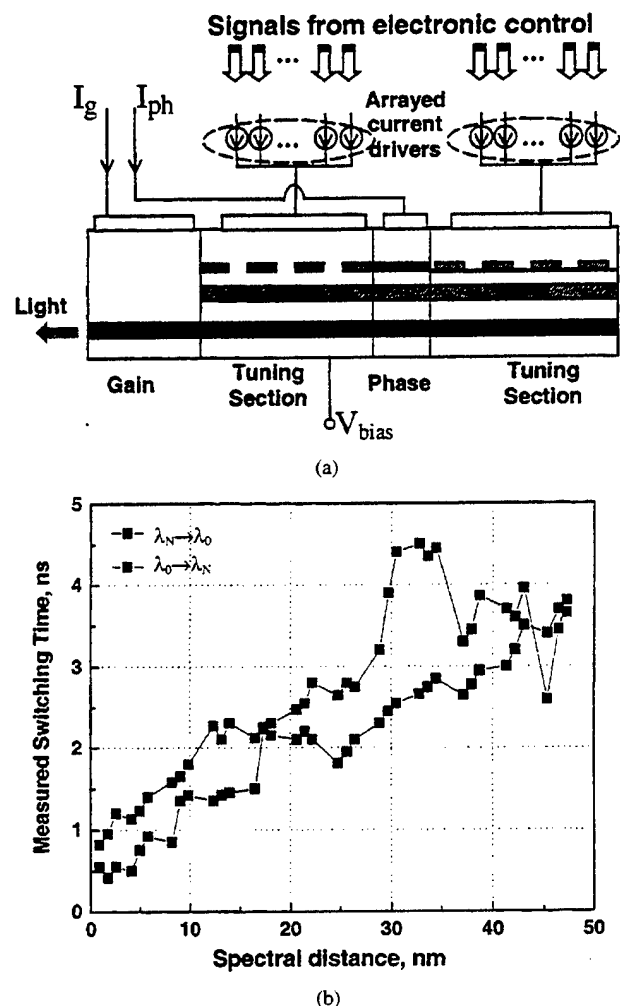 Signals from electronic control
... ...
I_g I_ph
Arrayed
current
drivers
... ...
Light
Gain
Tuning
Section
Phase
Tuning
Section
V_bias
(a)
Measured Switching Time, ns
5
4
3
2
1
0
λ_N→λ_0
λ_0→λ_N
0 10 20 30 40 50
Spectral distance, nm
(b)